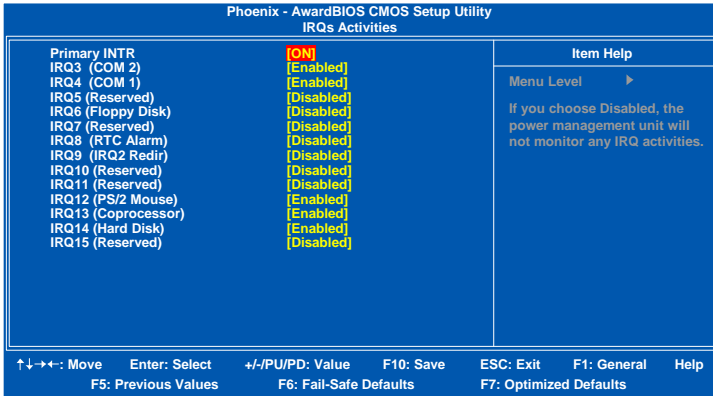 Phoenix - AwardBIOS CMOS Setup Utility
IRQs Activities
Primary INTR [ON]
IRQ3 (COM 2) [Enabled]
IRQ4 (COM 1) [Enabled]
IRQ5 (Reserved) [Disabled]
IRQ6 (Floppy Disk) [Disabled]
IRQ7 (Reserved) [Disabled]
IRQ8 (RTC Alarm) [Disabled]
IRQ9 (IRQ2 Redir) [Disabled]
IRQ10 (Reserved) [Disabled]
IRQ11 (Reserved) [Disabled]
IRQ12 (PS/2 Mouse) [Enabled]
IRQ13 (Coprocessor) [Enabled]
IRQ14 (Hard Disk) [Enabled]
IRQ15 (Reserved) [Disabled]
Item Help
Menu Level ▶
If you choose Disabled, the
power management unit will
not monitor any IRQ activities.
↑↓→←: Move Enter: Select +/-/PU/PD: Value F10: Save ESC: Exit F1: General Help
F5: Previous Values F6: Fail-Safe Defaults F7: Optimized Defaults